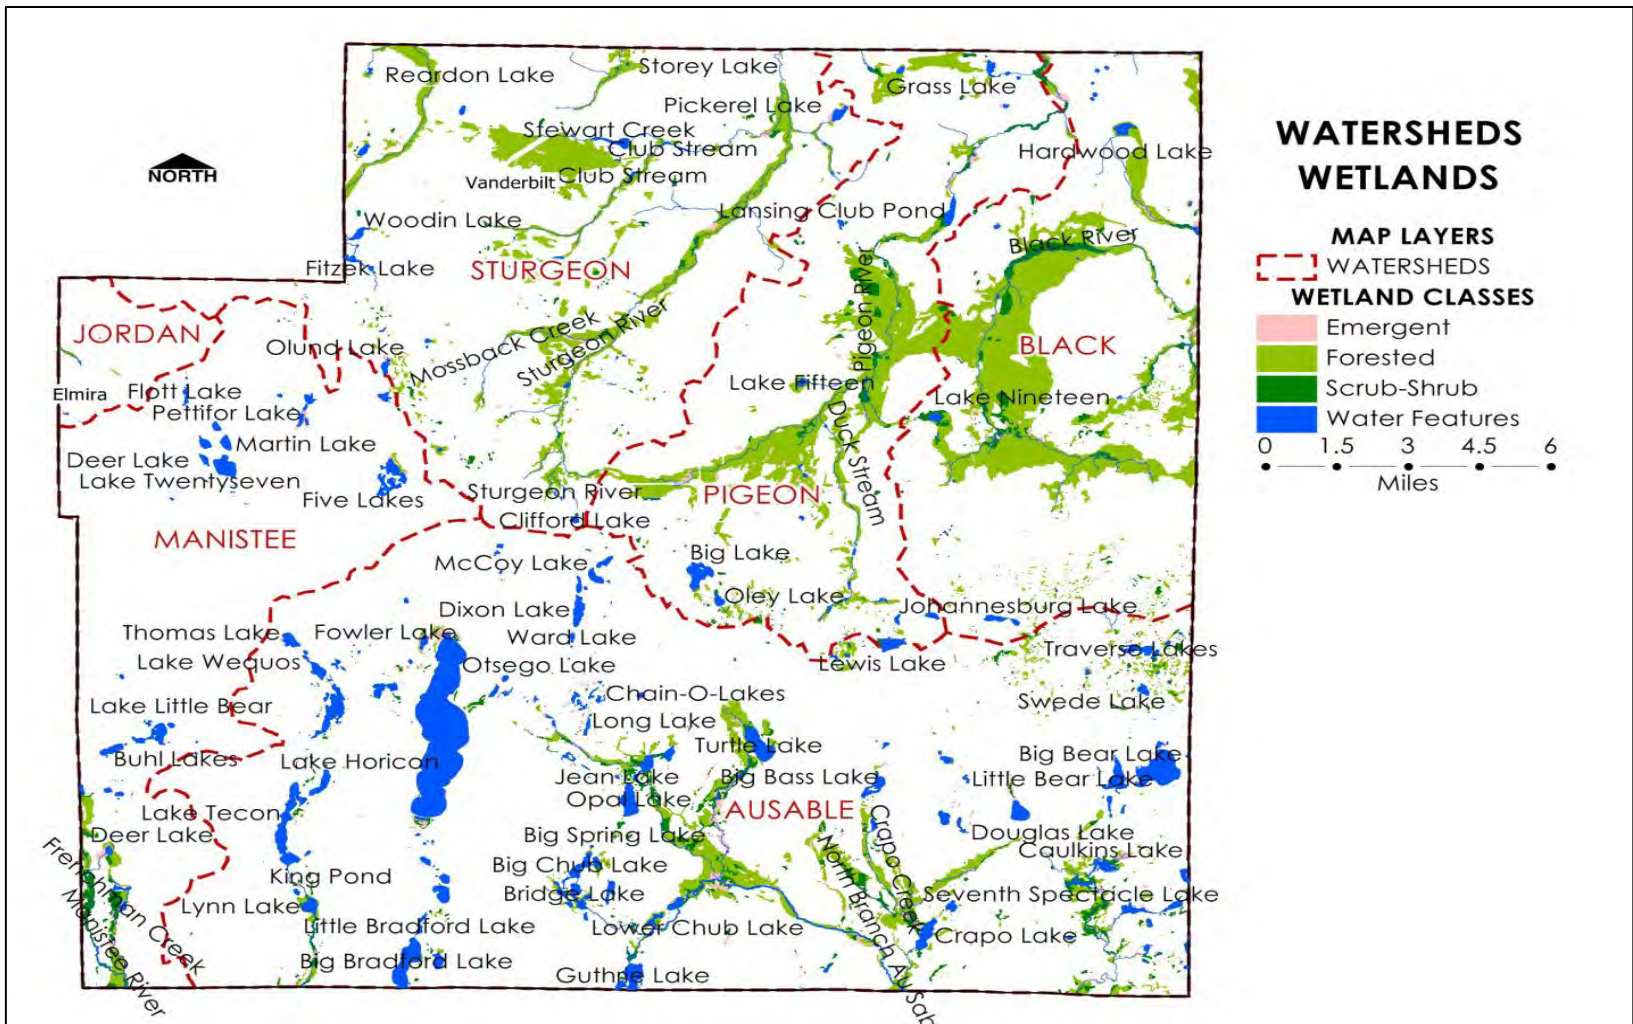 Reardon Lake
Storey Lake
Grass Lake
Pickerel Lake
Stewart Creek
Club Stream
Hardwood Lake
NORTH
Vanderbilt
Club Stream
Woodin Lake
Lansing Club Pond
Black River
Fitzek Lake
STURGEON
Pigeon River
JORDAN
Olund Lake
Mossback Creek
Sturgeon River
BLACK
Elmira
Flott Lake
Lake Fifteen
Lake Nineteen
Pettifor Lake
Duck Stream
Martin Lake
Deer Lake
Lake Twentyseven
Five Lakes
Sturgeon River
PIGEON
Clifford Lake
MANISTEE
McCoy Lake
Big Lake
Oley Lake
Dixon Lake
Johannesburg Lake
Thomas Lake
Fowler Lake
Ward Lake
Lake Wequos
Otsego Lake
Lewis Lake
Traverse Lakes
Lake Little Bear
Chain-O-Lakes
Swede Lake
Long Lake
Buhl Lakes
Lake Horican
Turtle Lake
Big Bear Lake
Jean Lake
Big Bass Lake
Little Bear Lake
Opal Lake
Lake Tecon
AUSABLE
Deer Lake
Big Spring Lake
Crapo Creek
Douglas Lake
Caulkins Lake
Frenchman Creek
Big Chub Lake
North Branch Au Sab
King Pond
Bridge Lake
Seventh Spectacle Lake
Manistee River
Lynn Lake
Little Bradford Lake
Lower Chub Lake
Crapo Lake
Big Bradford Lake
Guthrie Lake
WATERSHEDS
WETLANDS
MAP LAYERS
WATERSHEDS
WETLAND CLASSES
Emergent
Forested
Scrub-Shrub
Water Features
0 1.5 3 4.5 6
Miles